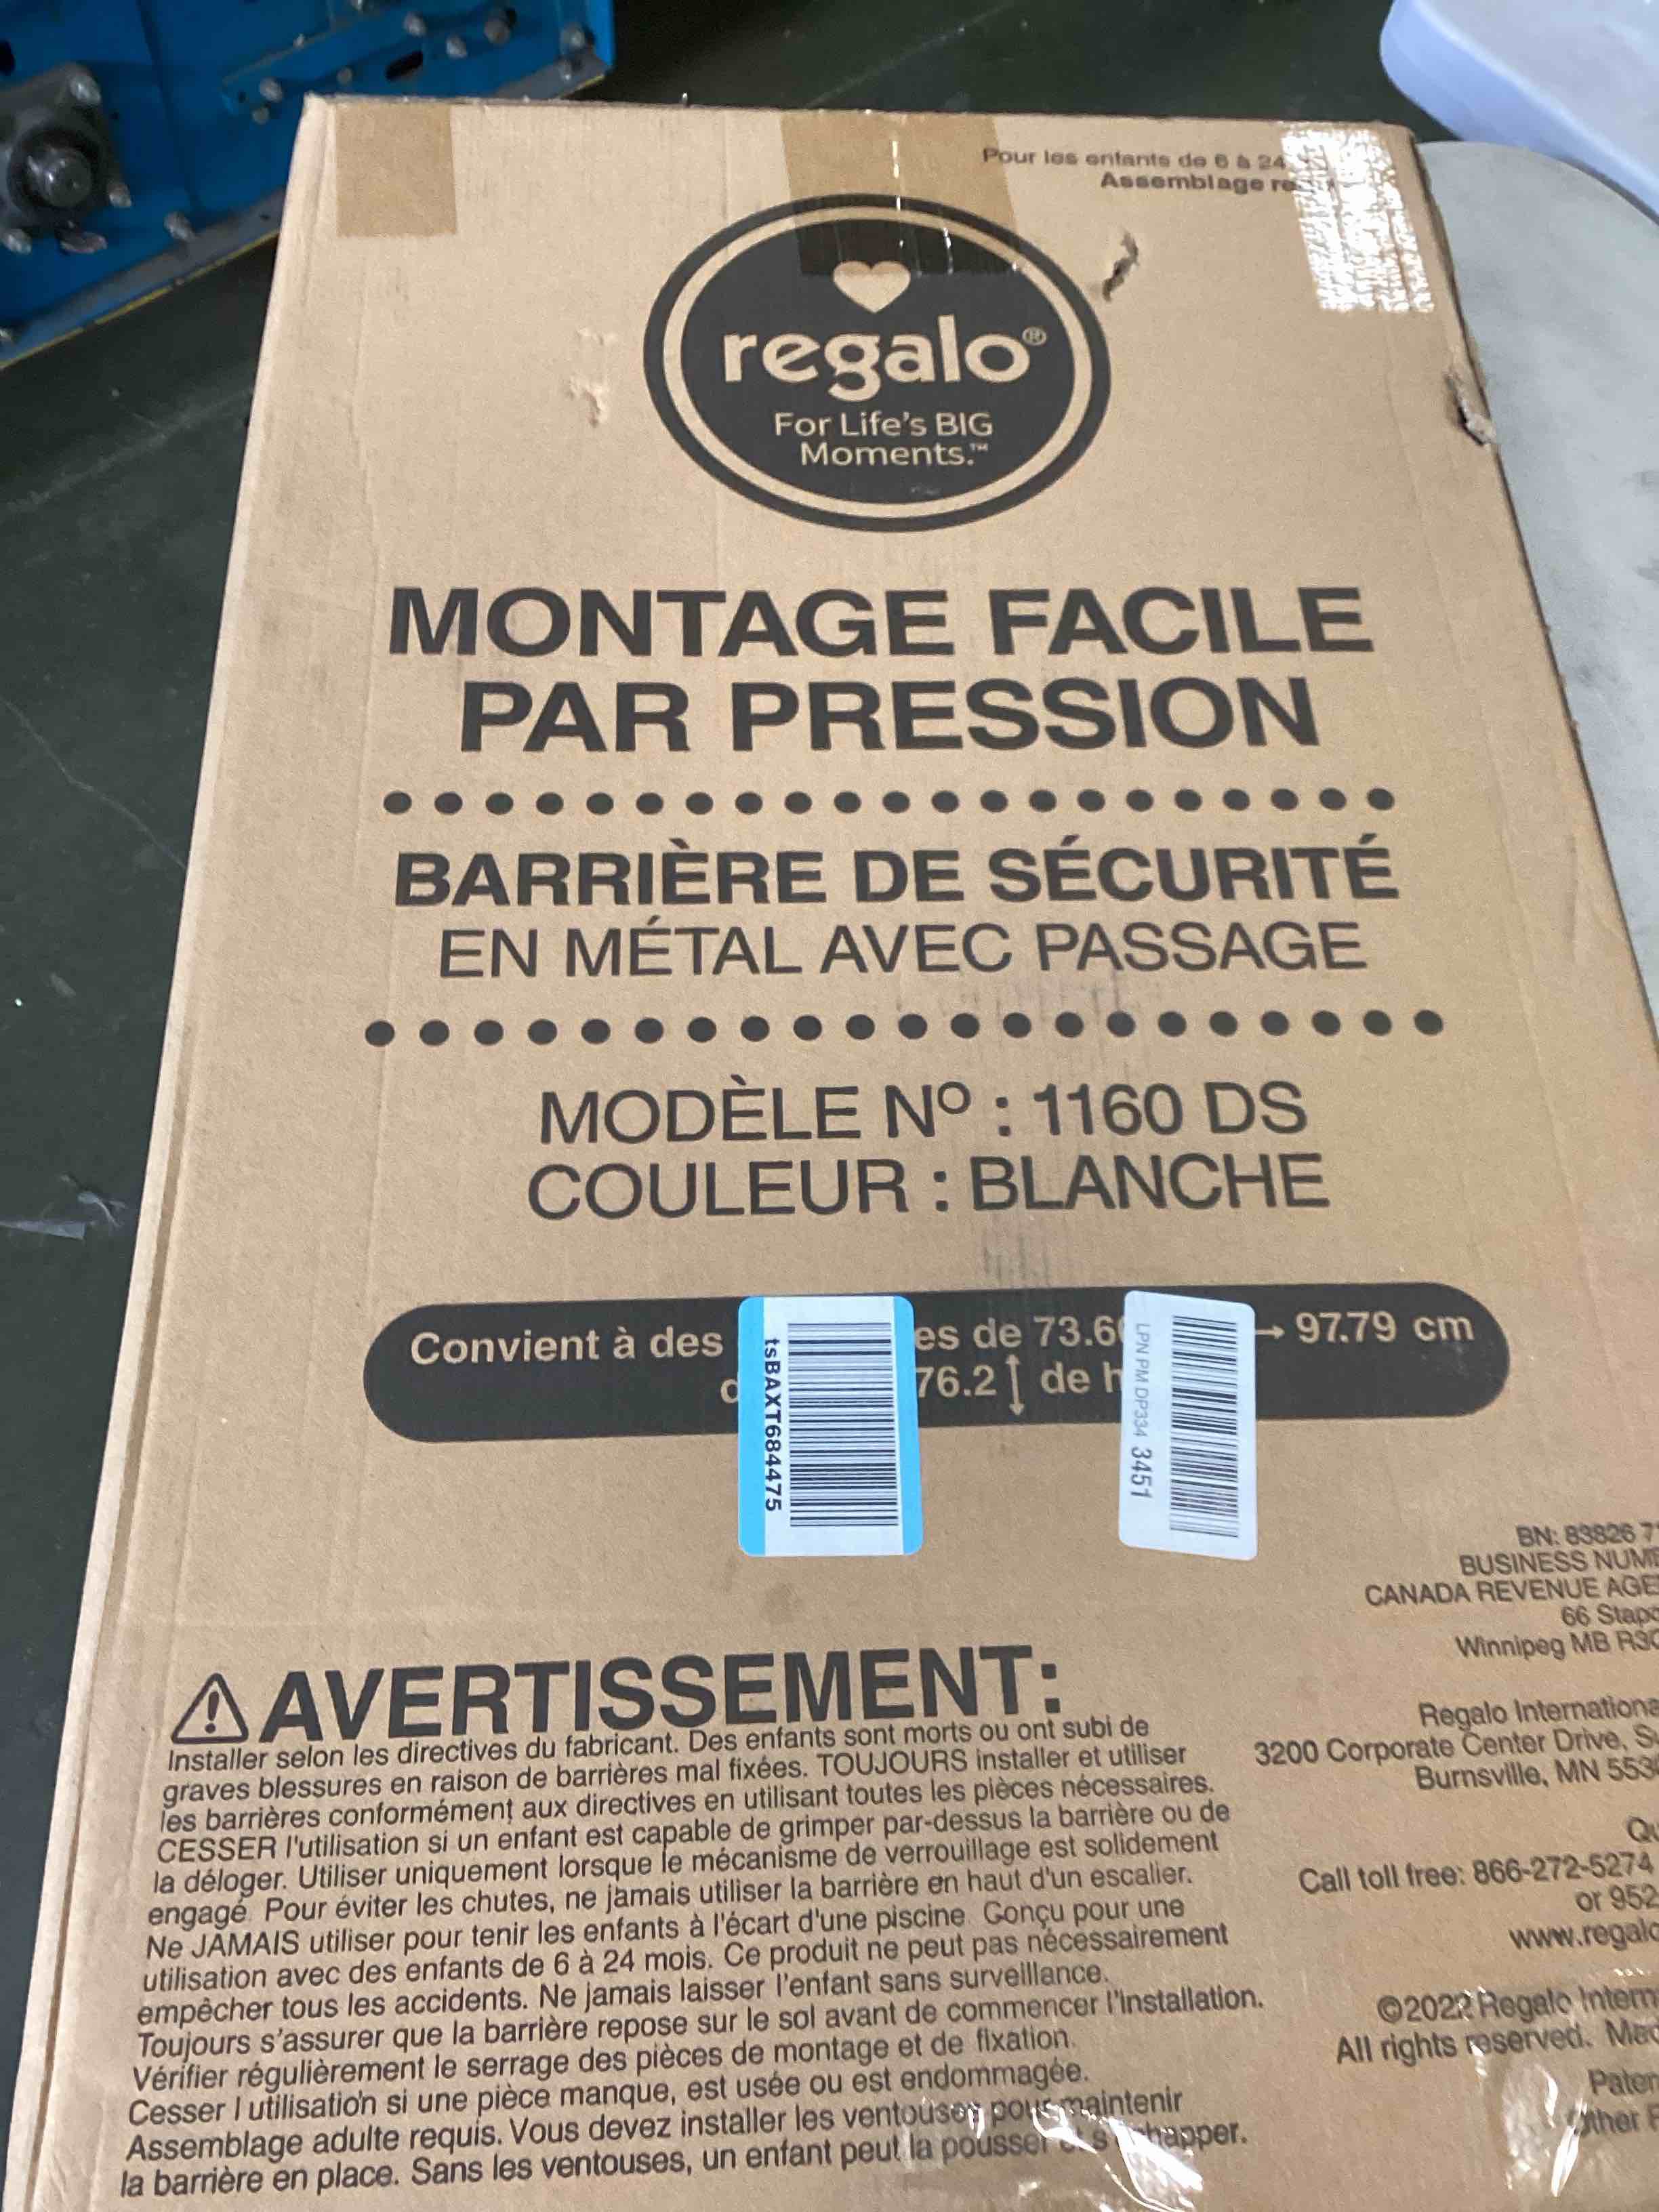 Pour les enfants de 6 à 24
Assemblage
regalo®
For Life's BIG
Moments.™
MONTAGE FACILE
PAR PRESSION
BARRIÈRE DE SÉCURITÉ
EN MÉTAL AVEC PASSAGE
MODÈLE Nº : 1160 DS
COULEUR : BLANCHE
Convient à des es de 73.6 → 97.79 cm
76.2 ↕ de h
tsBAXT684475
LPN PM DP334 3451
BN: 83826
BUSINESS
CANADA REVENUE
66
Winnipeg MB
⚠ AVERTISSEMENT:
Installer selon les directives du fabricant. Des enfants sont morts ou ont subi de
graves blessures en raison de barrières mal fixées. TOUJOURS installer et utiliser
les barrières conformément aux directives en utilisant toutes les pièces nécessaires.
CESSER l'utilisation si un enfant est capable de grimper par-dessus la barrière ou de
la déloger. Utiliser uniquement lorsque le mécanisme de verrouillage est solidement
engagé. Pour éviter les chutes, ne jamais utiliser la barrière en haut d'un escalier.
Ne JAMAIS utiliser pour tenir les enfants à l'écart d'une piscine. Conçu pour une
utilisation avec des enfants de 6 à 24 mois. Ce produit ne peut pas nécessairement
empêcher tous les accidents. Ne jamais laisser l'enfant sans surveillance.
Toujours s'assurer que la barrière repose sur le sol avant de commencer l'installation.
Vérifier régulièrement le serrage des pièces de montage et de fixation.
Cesser l'utilisation si une pièce manque, est usée ou est endommagée.
Assemblage adulte requis. Vous devez installer les ventouses pour maintenir
la barrière en place. Sans les ventouses, un enfant peut la pousser et s'échapper.
Regalo
3200 Corporate Center Drive,
Burnsville, MN
Call toll free: 866-272-5274
or 952
www.regalo
©2022 Regalo
All rights reserved.